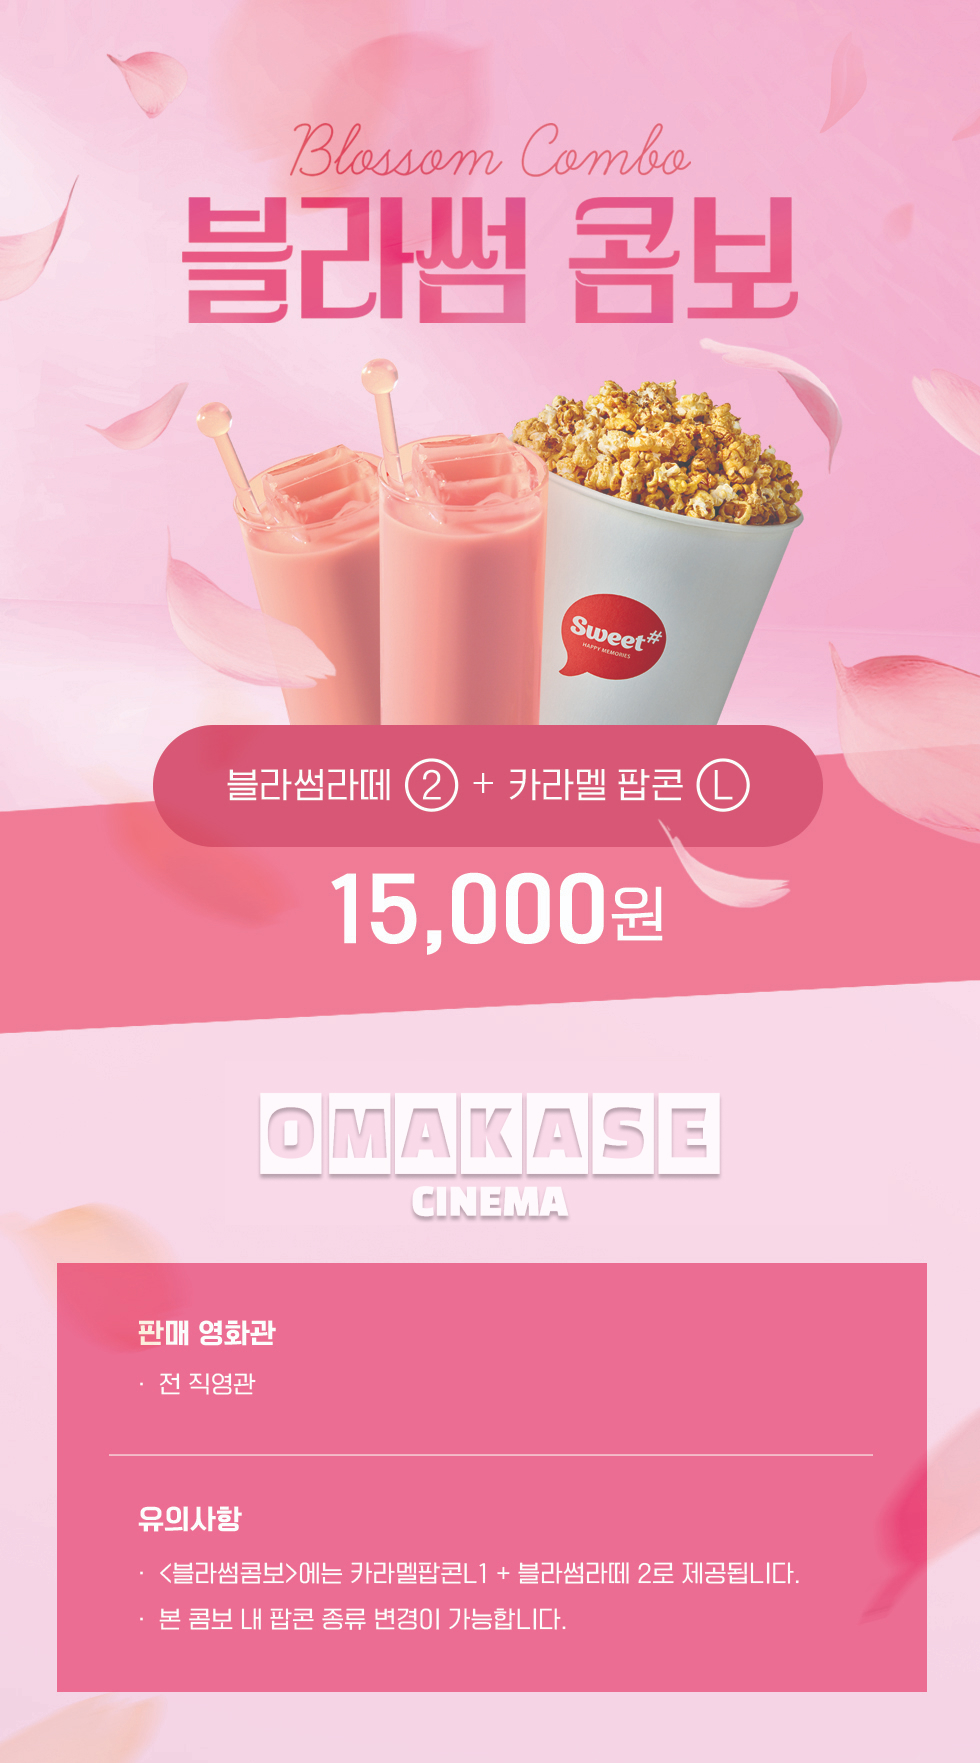 Blossom Combo
블라썸 콤보
Sweet#
HAPPY MEMORIES
블라썸라떼 ② + 카라멜 팝콘 Ⓛ
15,000원
OMAKASE
CINEMA
판매 영화관
· 전 직영관
유의사항
· <블라썸콤보>에는 카라멜팝콘L1 + 블라썸라떼 2로 제공됩니다.
· 본 콤보 내 팝콘 종류 변경이 가능합니다.